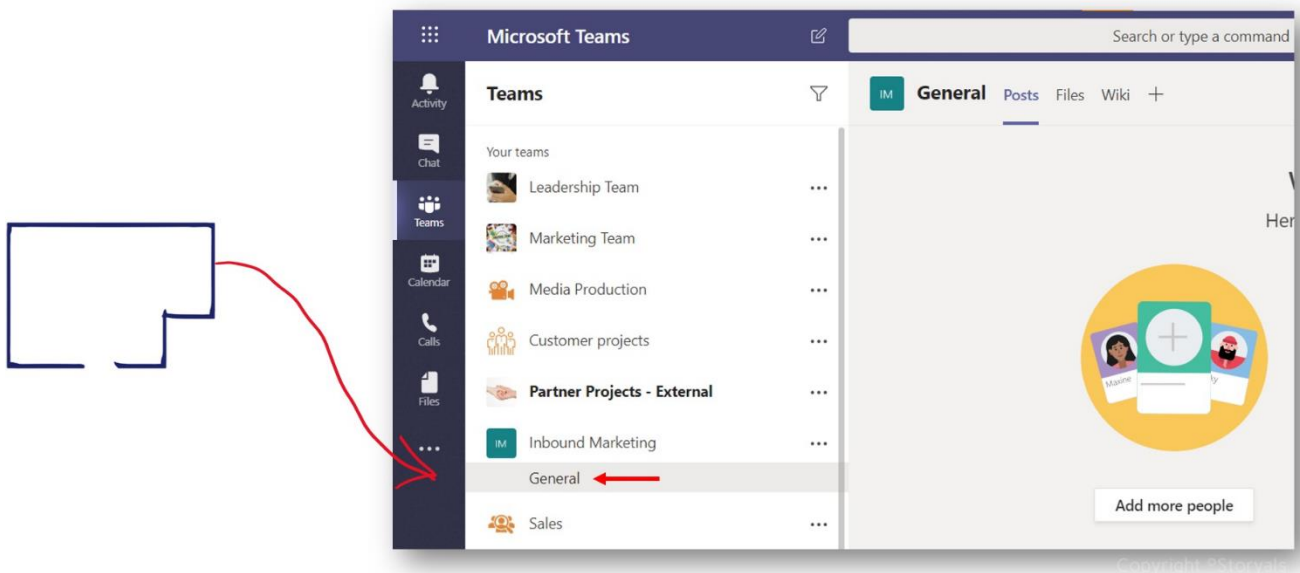 Microsoft Teams
Search or type a command
Activity
Chat
Teams
Calendar
Calls
Files
Teams
Your teams
Leadership Team
Marketing Team
Media Production
Customer projects
Partner Projects - External
IM Inbound Marketing
General
Sales
IM General Posts Files Wiki
Maxine
Add more people
Copyright ©Storyals